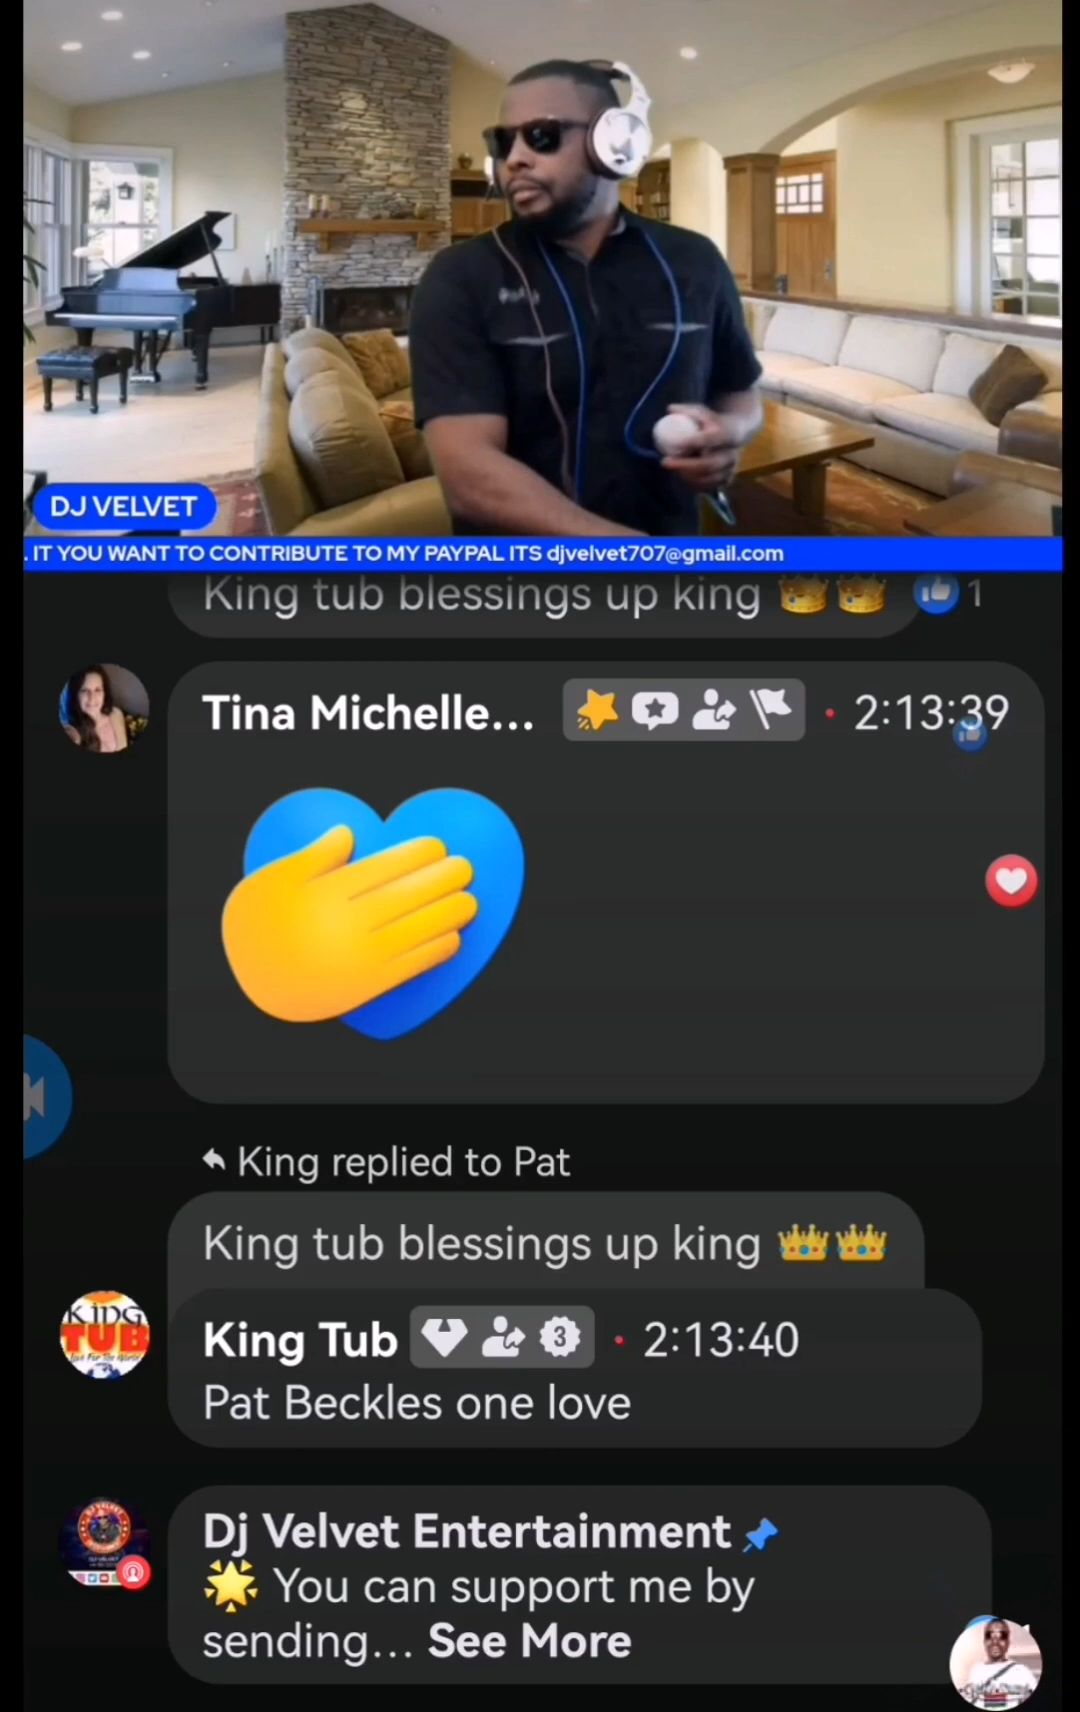 DJ VELVET
. IT YOU WANT TO CONTRIBUTE TO MY PAYPAL ITS djvelvet707@gmail.com
King tub blessings up king 👑👑 1
Tina Michelle... 2:13:39
King replied to Pat
King tub blessings up king 👑👑
KING
TUB
King Tub 3 2:13:40
Pat Beckles one love
Dj Velvet Entertainment
🌟 You can support me by
sending... See More